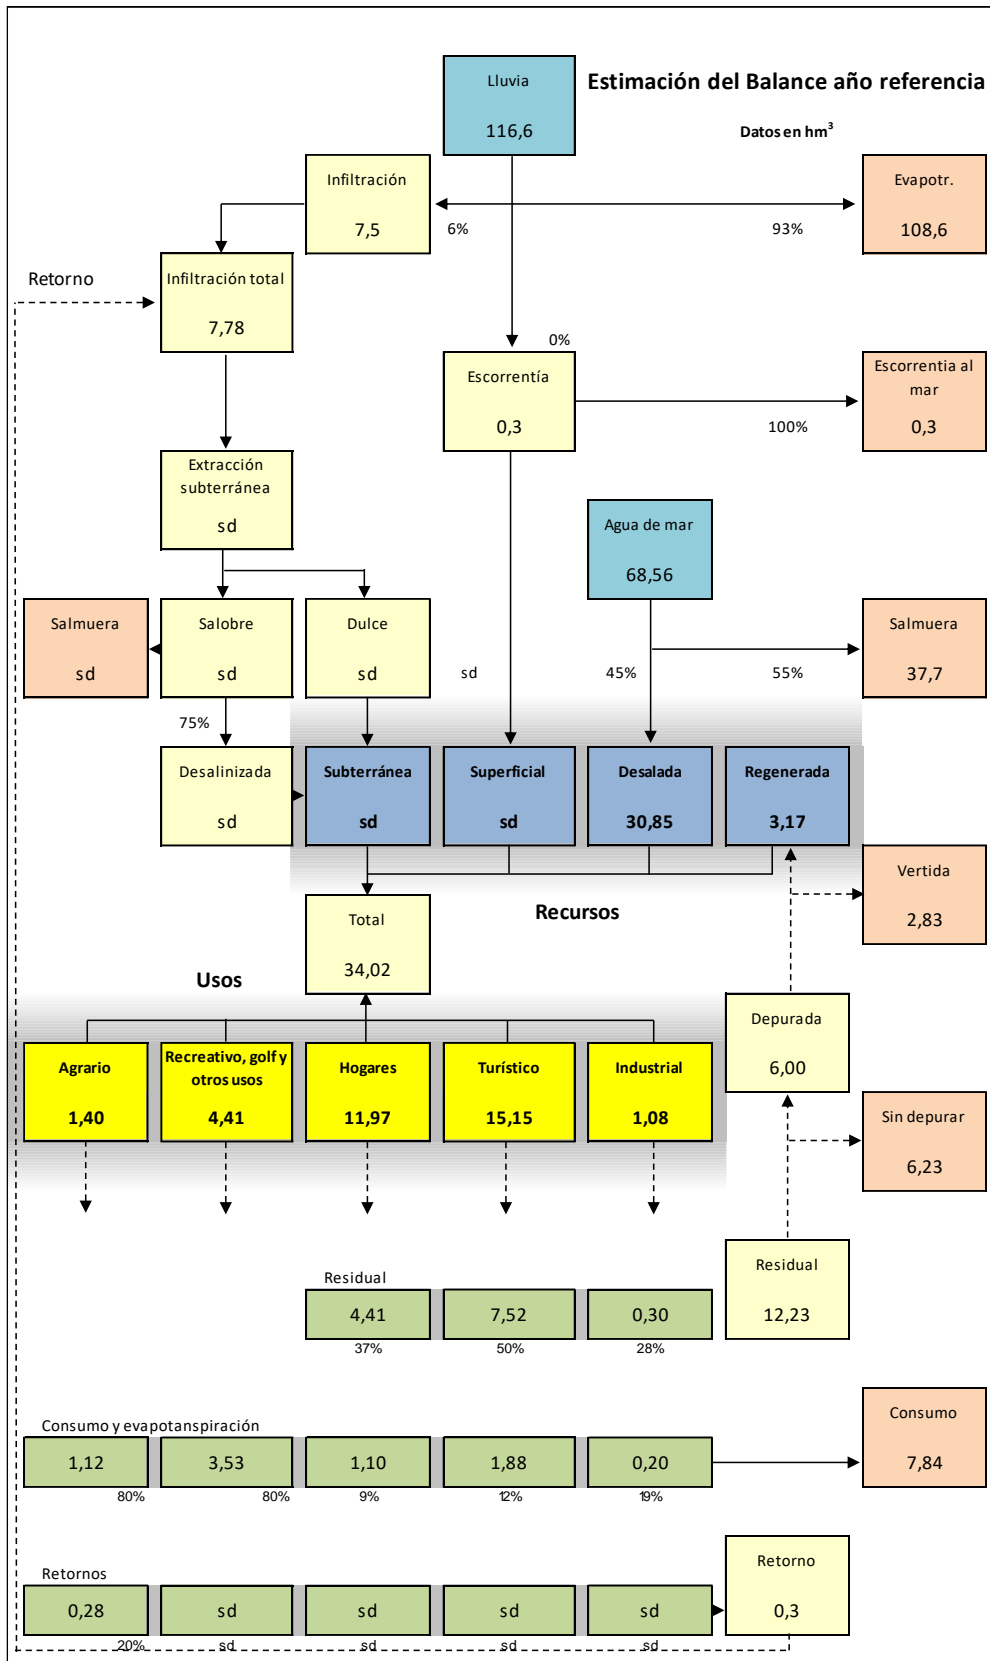 Lluvia
116,6
Estimación del Balance año referencia
Datos en hm³
Infiltración
7,5
6%
93%
Evapotr.
108,6
Retorno
Infiltración total
7,78
0%
Escorrentía
0,3
100%
Escorrentia al
mar
0,3
Extracción
subterránea
sd
Agua de mar
68,56
Salmuera
sd
Salobre
sd
Dulce
sd
sd
45%
55%
Salmuera
37,7
75%
Desalinizada
sd
Subterránea
sd
Superficial
sd
Desalada
30,85
Regenerada
3,17
Vertida
2,83
Total
34,02
Recursos
Usos
Depurada
6,00
Agrario
1,40
Recreativo, golf y
otros usos
4,41
Hogares
11,97
Turístico
15,15
Industrial
1,08
Sin depurar
6,23
Residual
12,23
Residual
4,41
7,52
0,30
37%
50%
28%
Consumo y evapotanspiración
1,12
3,53
1,10
1,88
0,20
80%
80%
9%
12%
19%
Consumo
7,84
Retornos
0,28
sd
sd
sd
sd
20%
sd
sd
sd
sd
Retorno
0,3